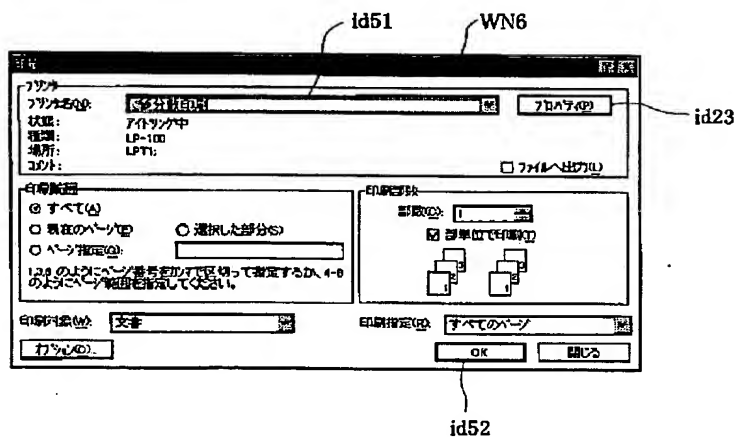 id51
WN6
印刷
プリンタ
プリンタ名(N):
プロパティ(P)
id23
状態: アイドリング中
種類: LP-100
場所: LPT1:
コメント:
ファイルへ出力(L)
印刷範囲
すべて(A)
現在のページ(E)
選択した部分(S)
ページ指定(G):
1,3,6 のようにページ番号をカンマで区切って指定するか、4-8
のようにページ範囲を指定してください。
印刷部数
部数(C): 1
部単位で印刷(T)
1 2 3 1 2 3
印刷対象(W): 文書
印刷指定(R): すべてのページ
オプション(O)...
OK
閉じる
id52